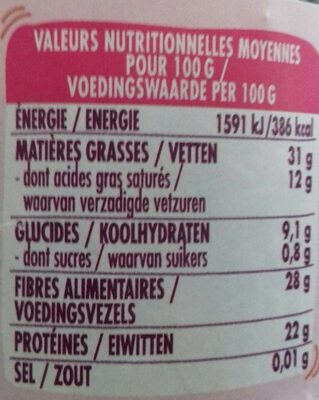 VALEURS NUTRITIONNELLES MOYENNES
POUR 100 G /
VOEDINGSWAARDE PER 100 G
ÉNERGIE / ENERGIE 1591 kJ/386 kcal
MATIÈRES GRASSES / VETTEN 31 g
- dont acides gras saturés / 12 g
waarvan verzadigde vetzuren
GLUCIDES / KOOLHYDRATEN 9,1 g
- dont sucres / waarvan suikers 0,8 g
FIBRES ALIMENTAIRES / 28 g
VOEDINGSVEZELS
PROTÉINES / EIWITTEN 22 g
SEL / ZOUT 0,01 g